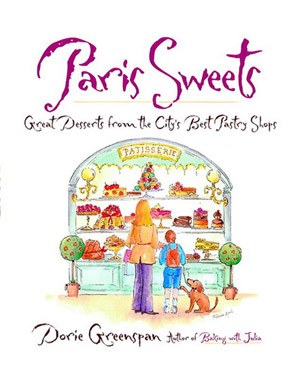 Paris Sweets
Great Desserts from the City's Best Pastry Shops
PATISSERIE
Dorie Greenspan Author of Baking with Julia